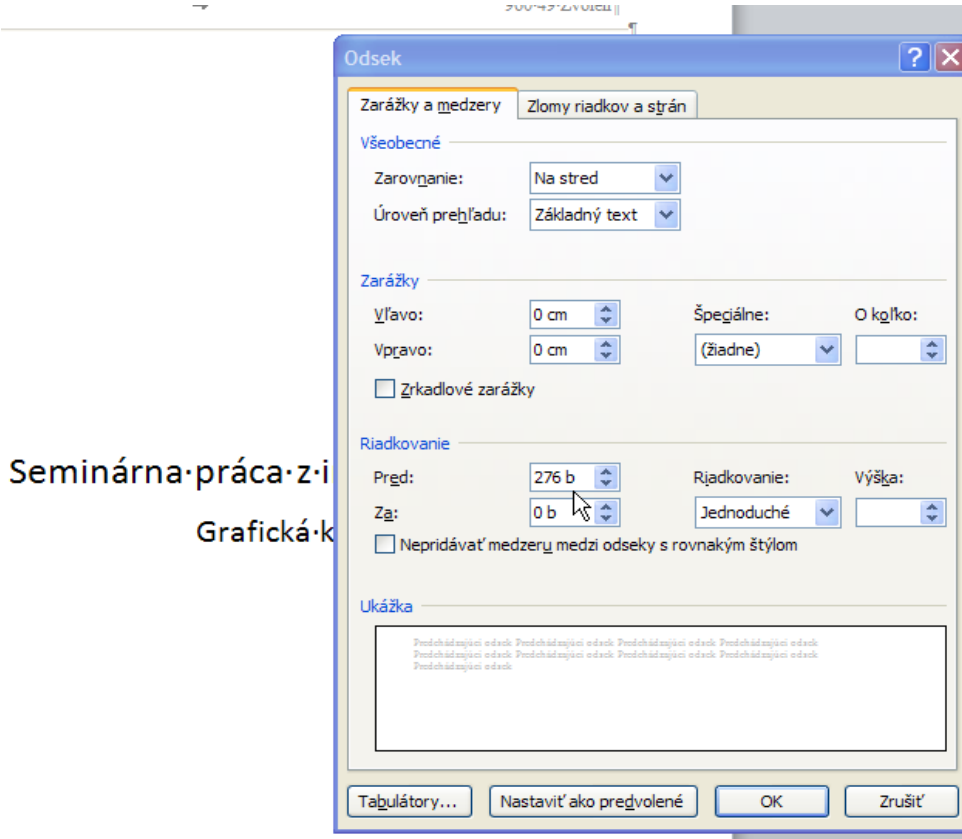 Odsek
Zarážky a medzery Zlomy riadkov a strán
Všeobecné
Zarovnanie: Na stred
Úroveň prehľadu: Základný text
Zarážky
Vľavo: 0 cm Špeciálne: O koľko:
Vpravo: 0 cm (žiadne)
Zrkadlové zarážky
Riadkovanie
Seminárna·práca·z·i
Pred: 276 b Riadkovanie: Výška:
Za: 0 b Jednoduché
Grafická·k
Nepridávať medzeru medzi odseky s rovnakým štýlom
Ukážka
Predchádzajúci odsek Predchádzajúci odsek Predchádzajúci odsek Predchádzajúci odsek
Predchádzajúci odsek Predchádzajúci odsek Predchádzajúci odsek Predchádzajúci odsek
Predchádzajúci odsek
Tabulátory... Nastaviť ako predvolené OK Zrušiť